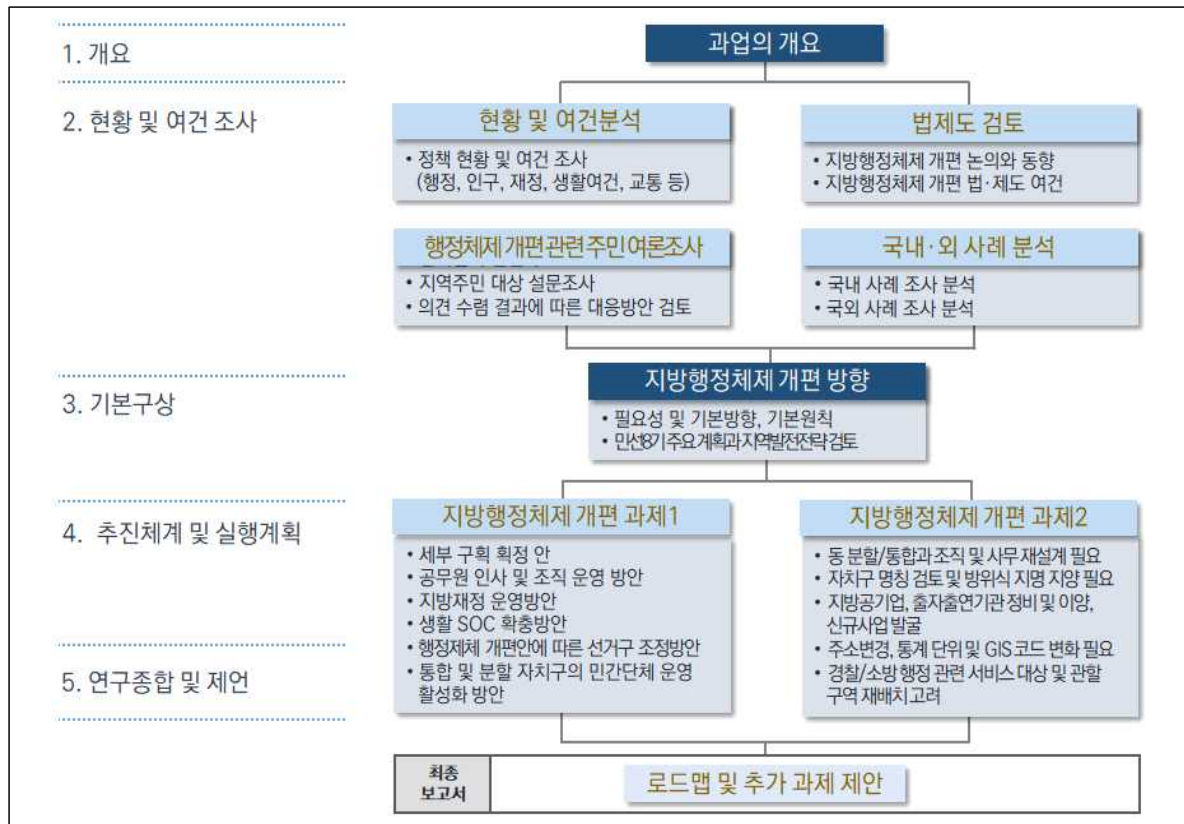 1. 개요
과업의 개요
2. 현황 및 여건 조사
현황 및 여건분석
• 정책 현황 및 여건 조사
(행정, 인구, 재정, 생활여건, 교통 등)
법제도 검토
• 지방행정체제 개편 논의와 동향
• 지방행정체제 개편 법·제도 여건
행정체제 개편 관련 주민 여론조사
• 지역주민 대상 설문조사
• 의견 수렴 결과에 따른 대응방안 검토
국내·외 사례 분석
• 국내 사례 조사 분석
• 국외 사례 조사 분석
3. 기본구상
지방행정체제 개편 방향
• 필요성 및 기본방향, 기본원칙
• 민선8기 주요계획과 지역발전전략 검토
4. 추진체계 및 실행계획
지방행정체제 개편 과제1
• 세부 구획 획정 안
• 공무원 인사 및 조직 운영 방안
• 지방재정 운영방안
• 생활 SOC 확충방안
• 행정제체 개편안에 따른 선거구 조정방안
• 통합 및 분할 자치구의 민간단체 운영
활성화 방안
지방행정체제 개편 과제2
• 동 분할/통합과 조직 및 사무 재설계 필요
• 자치구 명칭 검토 및 방위식 지명 지양 필요
• 지방공기업, 출자출연기관 정비 및 이양,
신규사업 발굴
• 주소변경, 통계 단위 및 GIS 코드 변화 필요
• 경찰/소방 행정 관련 서비스 대상 및 관할
구역 재배치 고려
5. 연구종합 및 제언
최종
보고서
로드맵 및 추가 과제 제안